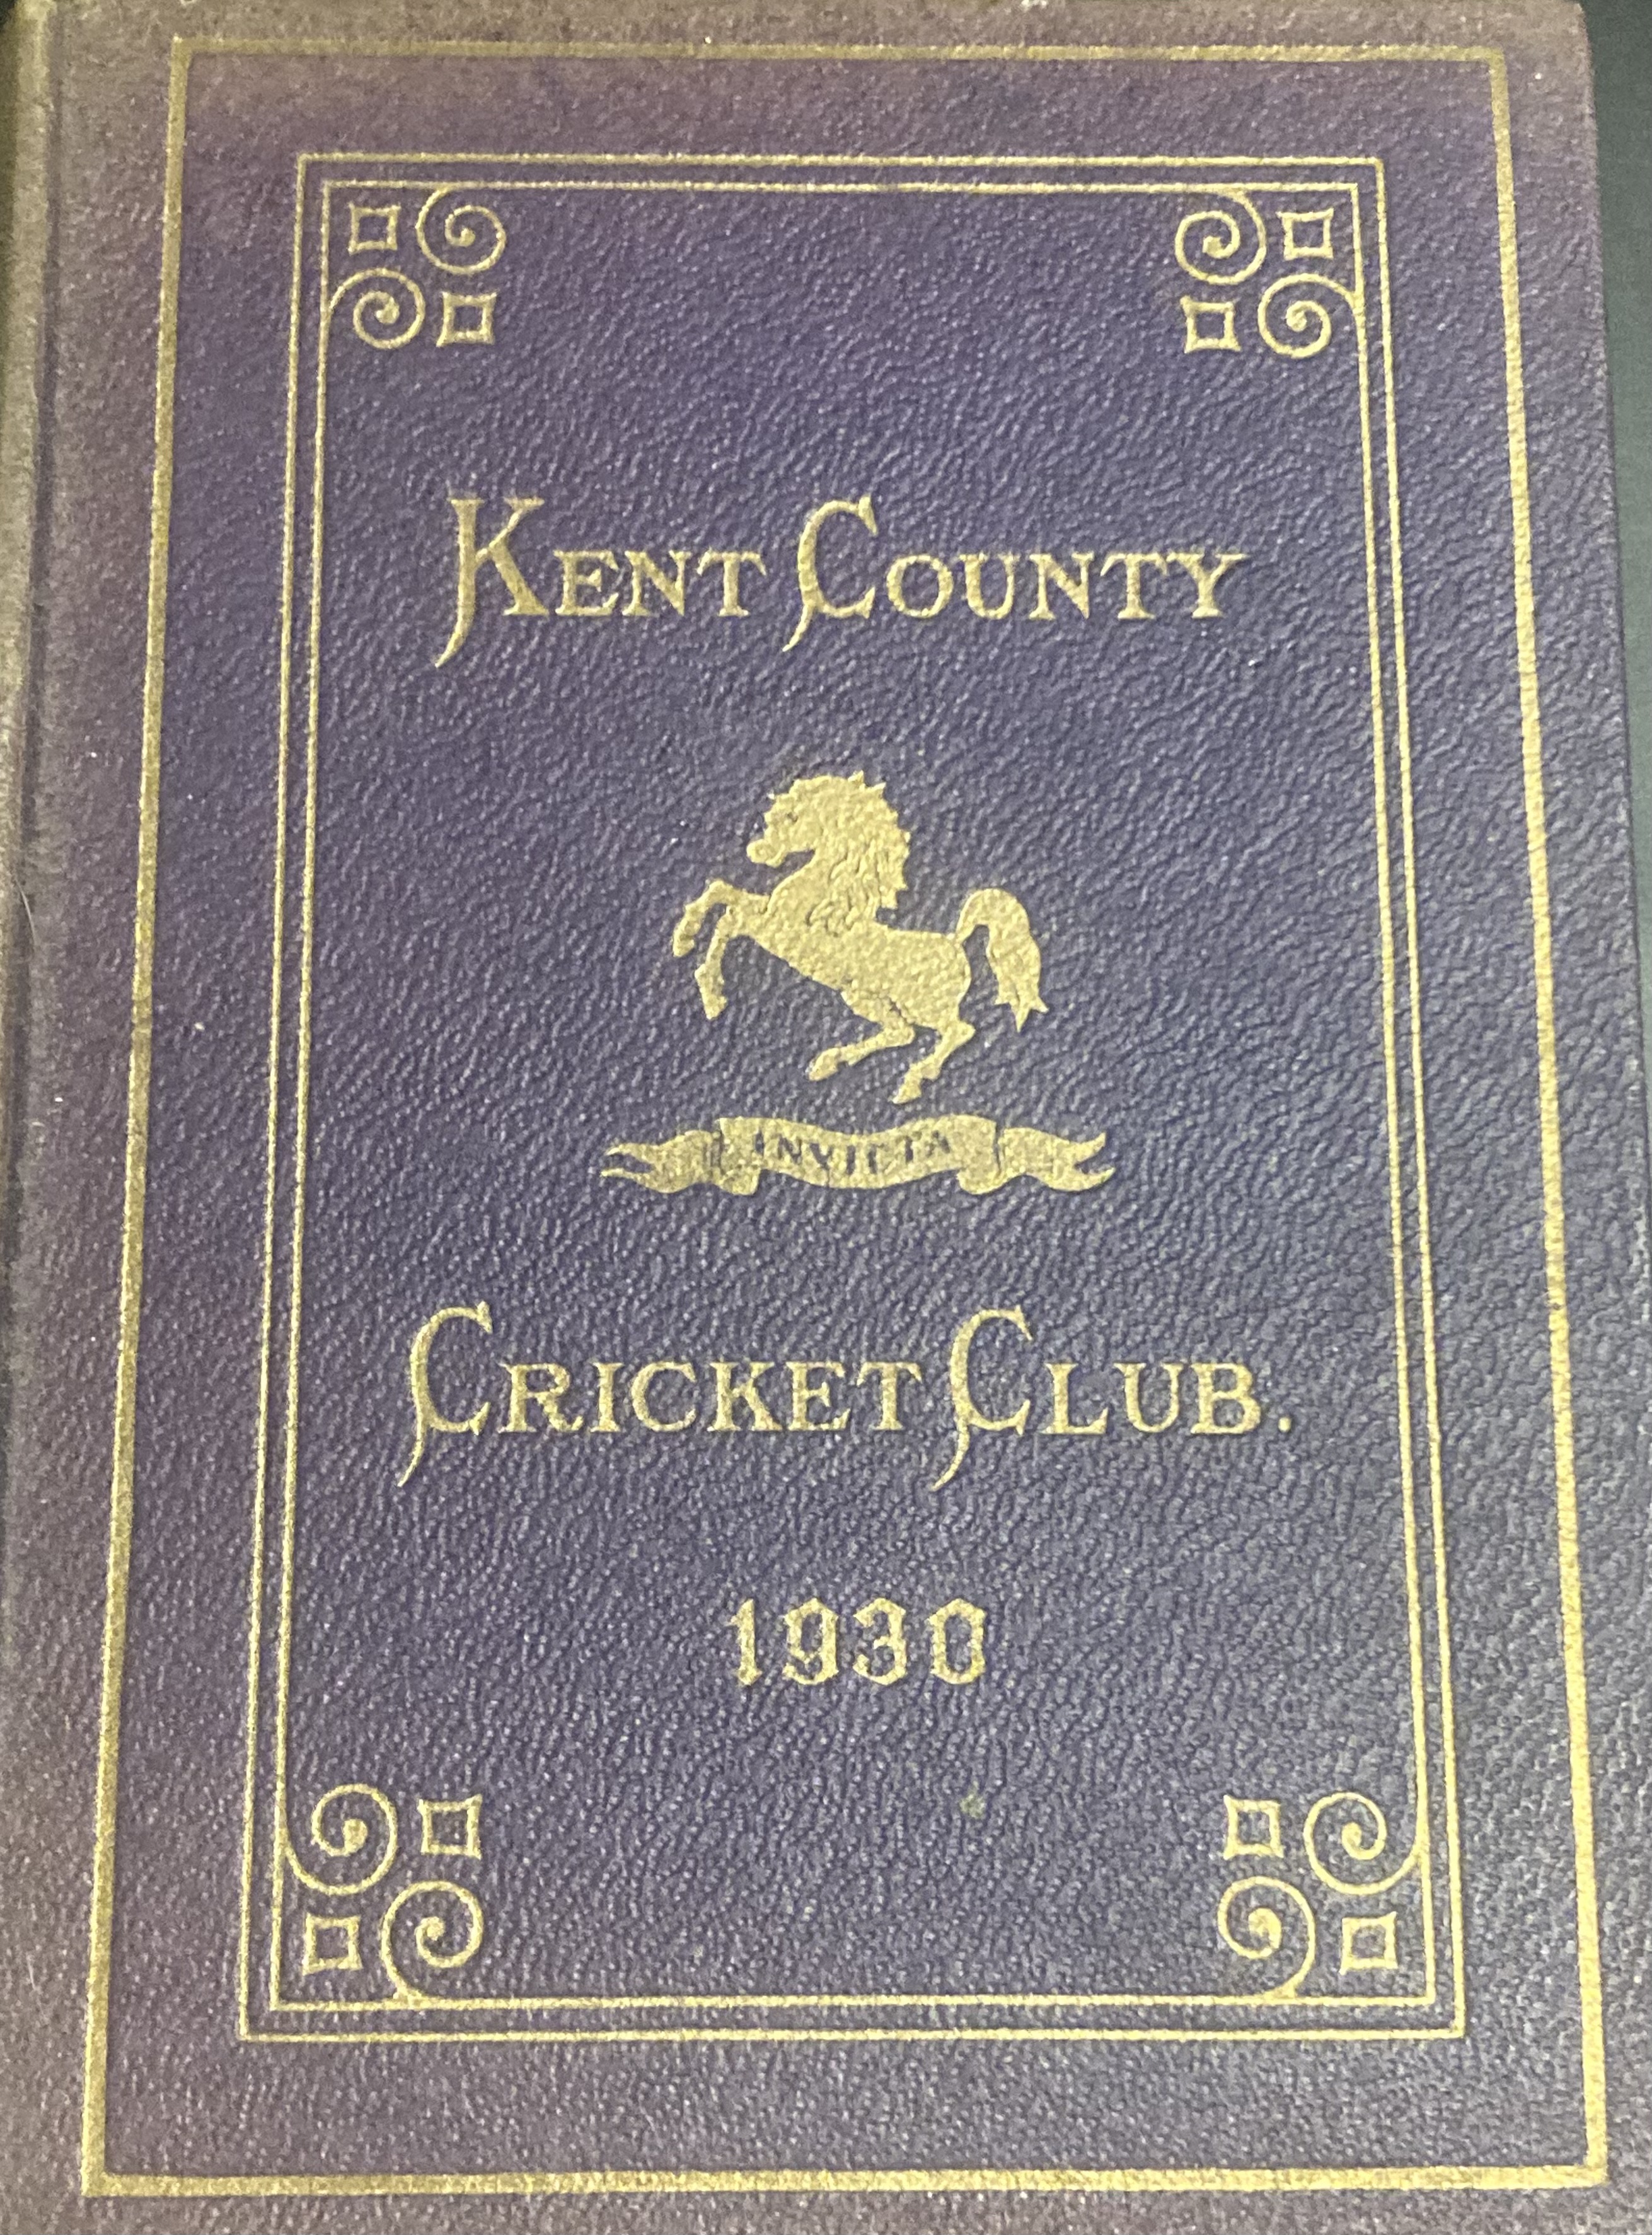 KENT COUNTY
INVICTA
CRICKET CLUB.
1930